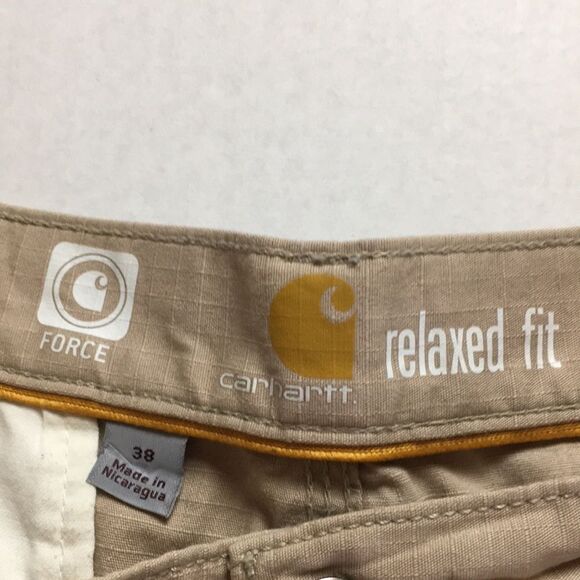 FORCE
carhartt.
relaxed fit
38
Made in
Nicaragua